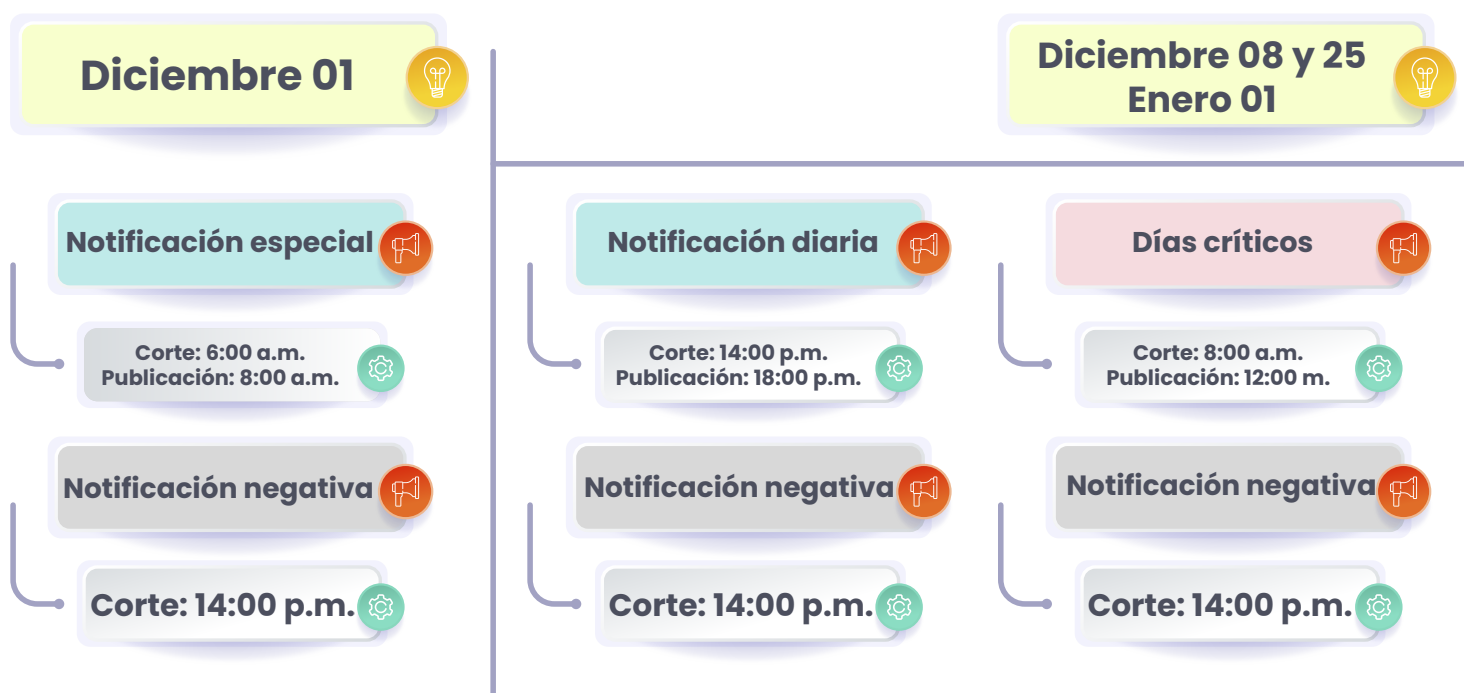 Diciembre 01
Notificación especial
Corte: 6:00 a.m.
Publicación: 8:00 a.m.
Notificación negativa
Corte: 14:00 p.m.
Diciembre 08 y 25
Enero 01
Notificación diaria
Corte: 14:00 p.m.
Publicación: 18:00 p.m.
Notificación negativa
Corte: 14:00 p.m.
Días críticos
Corte: 8:00 a.m.
Publicación: 12:00 m.
Notificación negativa
Corte: 14:00 p.m.